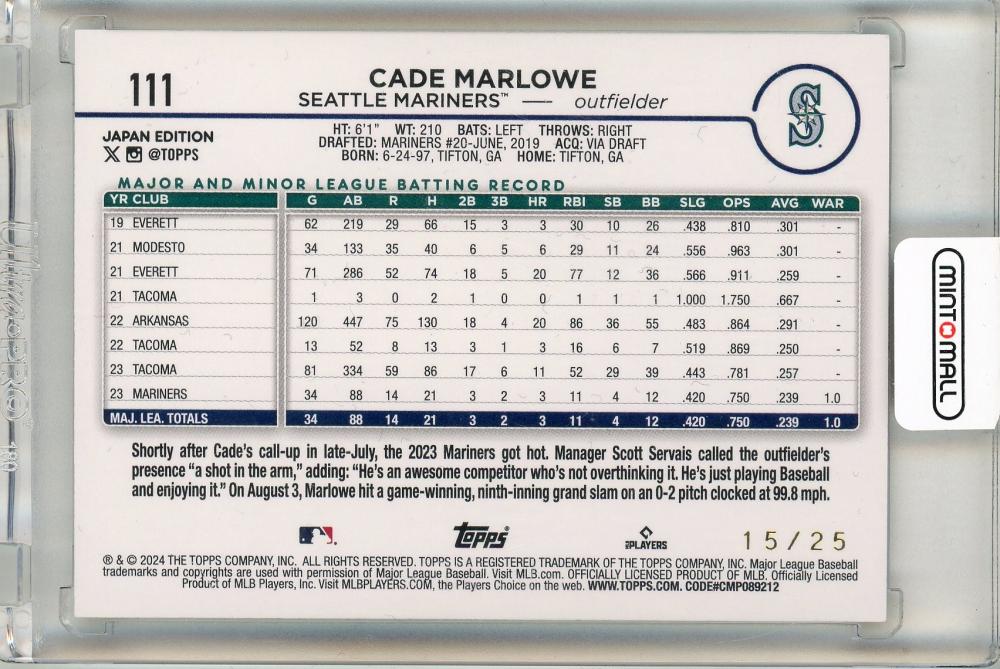 111
CADE MARLOWE
SEATTLE MARINERS™ — outfielder
S
JAPAN EDITION
@TOPPS
HT: 6'1" WT: 210 BATS: LEFT THROWS: RIGHT
DRAFTED: MARINERS #20-JUNE, 2019 ACQ: VIA DRAFT
BORN: 6-24-97, TIFTON, GA HOME: TIFTON, GA
MAJOR AND MINOR LEAGUE BATTING RECORD
YR CLUB G AB R H 2B 3B HR RBI SB BB SLG OPS AVG WAR
19 EVERETT 62 219 29 66 15 3 3 30 10 26 .438 .810 .301 -
21 MODESTO 34 133 35 40 6 5 6 29 11 24 .556 .963 .301 -
21 EVERETT 71 286 52 74 18 5 20 77 12 36 .566 .911 .259 -
21 TACOMA 1 3 0 2 1 0 0 1 1 1 1.000 1.750 .667 -
22 ARKANSAS 120 447 75 130 18 4 20 86 36 55 .483 .864 .291 -
22 TACOMA 13 52 8 13 3 1 3 16 6 7 .519 .869 .250 -
23 TACOMA 81 334 59 86 17 6 11 52 29 39 .443 .781 .257 -
23 MARINERS 34 88 14 21 3 2 3 11 4 12 .420 .750 .239 1.0
MAJ. LEA. TOTALS 34 88 14 21 3 2 3 11 4 12 .420 .750 .239 1.0
Shortly after Cade's call-up in late-July, the 2023 Mariners got hot. Manager Scott Servais called the outfielder's
presence "a shot in the arm," adding: "He's an awesome competitor who's not overthinking it. He's just playing Baseball
and enjoying it." On August 3, Marlowe hit a game-winning, ninth-inning grand slam on an 0-2 pitch clocked at 99.8 mph.
topps
PLAYERS
15/25
® & © 2024 THE TOPPS COMPANY, INC. ALL RIGHTS RESERVED. TOPPS IS A REGISTERED TRADEMARK OF THE TOPPS COMPANY, INC. Major League Baseball
trademarks and copyrights are used with permission of Major League Baseball. Visit MLB.com. OFFICIALLY LICENSED PRODUCT OF MLB. Officially Licensed
Product of MLB Players, Inc. Visit MLBPLAYERS.COM, the Players Choice on the web. WWW.TOPPS.COM. CODE#CMP089212
MINT MALL
180